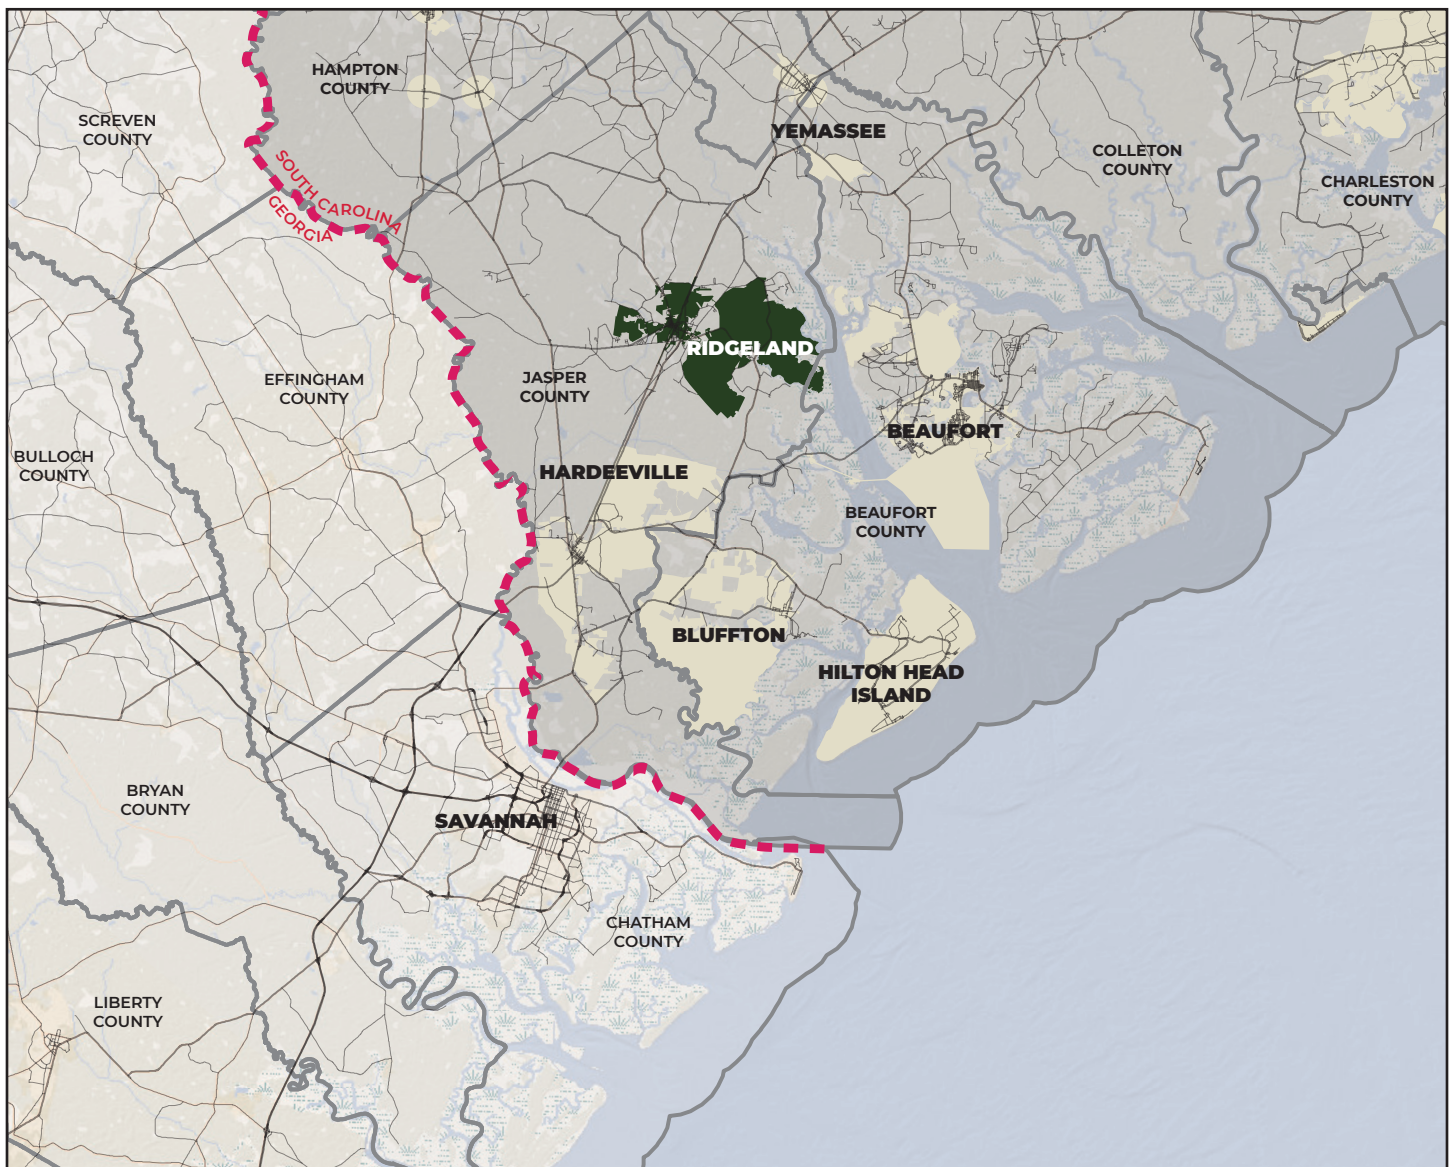 HAMPTON
COUNTY
SCREVEN
COUNTY
YEMASSEE
COLLETON
COUNTY
CHARLESTON
COUNTY
SOUTH CAROLINA
GEORGIA
RIDGELAND
EFFINGHAM
COUNTY
JASPER
COUNTY
BEAUFORT
BULLOCH
COUNTY
HARDEEVILLE
BEAUFORT
COUNTY
BLUFFTON
HILTON HEAD
ISLAND
BRYAN
COUNTY
SAVANNAH
CHATHAM
COUNTY
LIBERTY
COUNTY